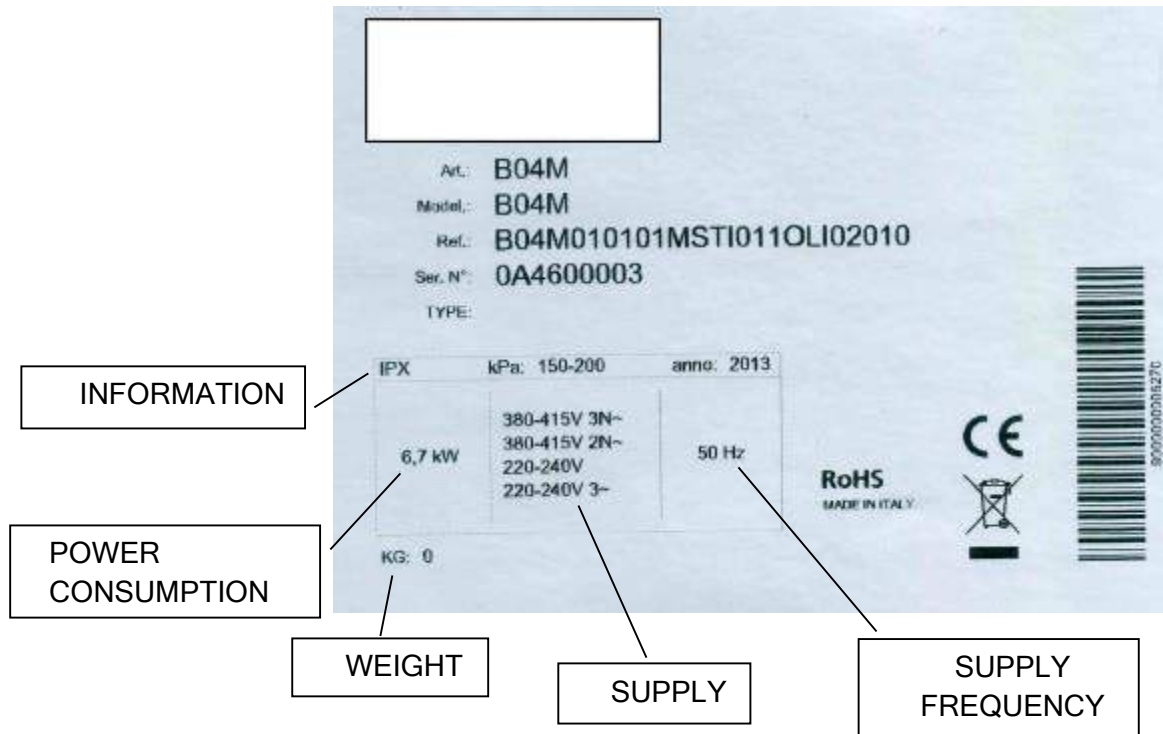 Art.: B04M
Model,: B04M
Ref.: B04M010101MSTI011OLI02010
Ser. N°: 0A4600003
TYPE:
INFORMATION
IPX kPa: 150-200 anno: 2013
380-415V 3N~
380-415V 2N~
6,7 kW
220-240V
50 Hz
220-240V 3~
CE
RoHS
MADE IN ITALY
POWER
CONSUMPTION
KG: 0
WEIGHT
SUPPLY
SUPPLY
FREQUENCY